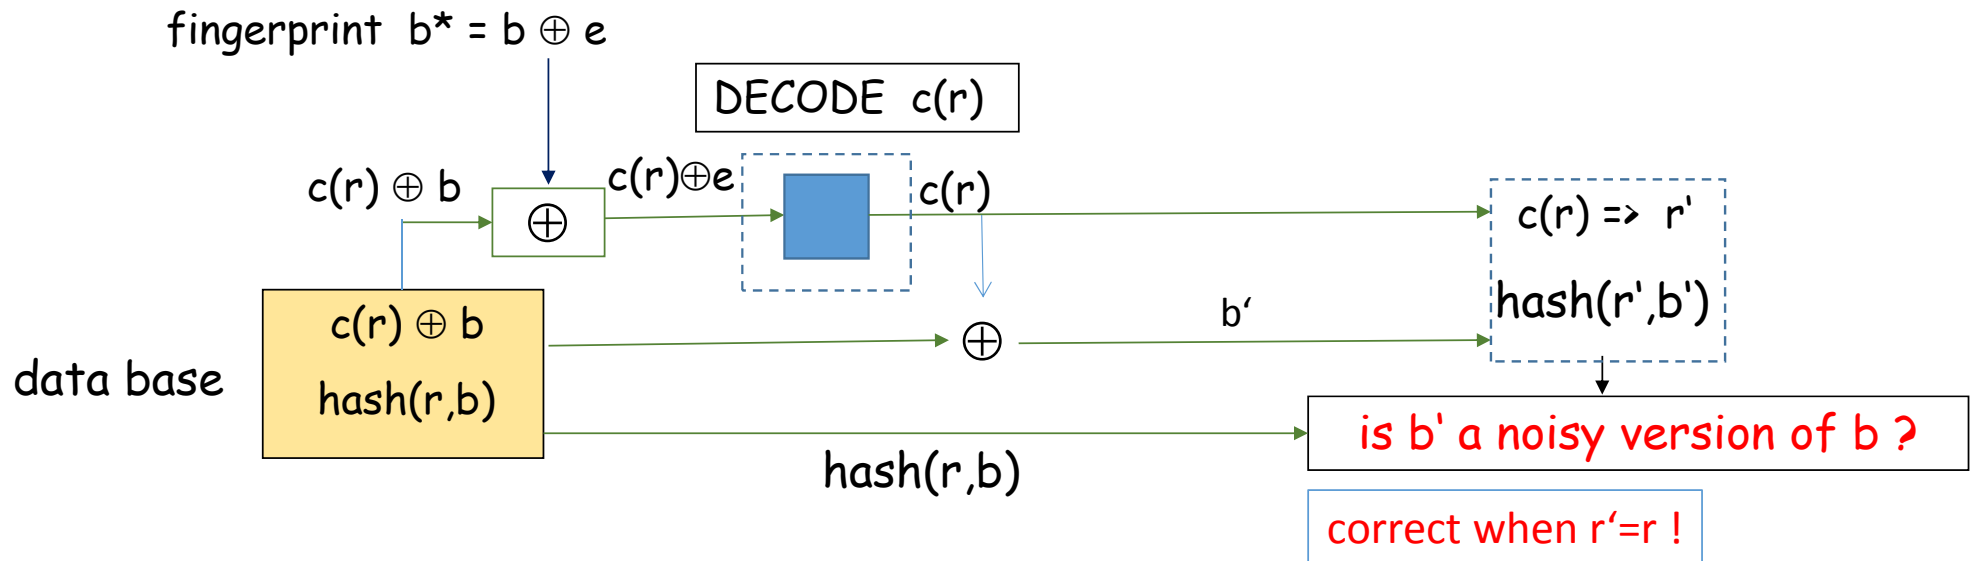 fingerprint b* = b ⊕ e
DECODE c(r)
c(r) ⊕ b
c(r)⊕e
c(r)
⊕
c(r) => r'
hash(r',b')
c(r) ⊕ b
hash(r,b)
⊕
b‘
data base
hash(r,b)
is b' a noisy version of b ?
correct when r‘=r !